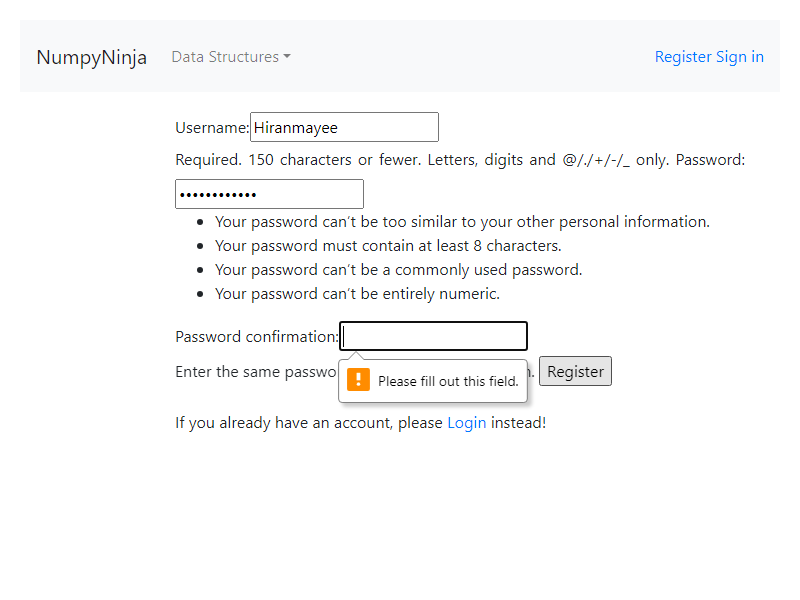 NumpyNinja Data Structures Register Sign in
Username: Hiranmayee
Required. 150 characters or fewer. Letters, digits and @/./+/-/_ only. Password:
••••••••••••
• Your password can't be too similar to your other personal information.
• Your password must contain at least 8 characters.
• Your password can't be a commonly used password.
• Your password can't be entirely numeric.
Password confirmation:
Enter the same Register
Please fill out this field.
If you already have an account, please Login instead!